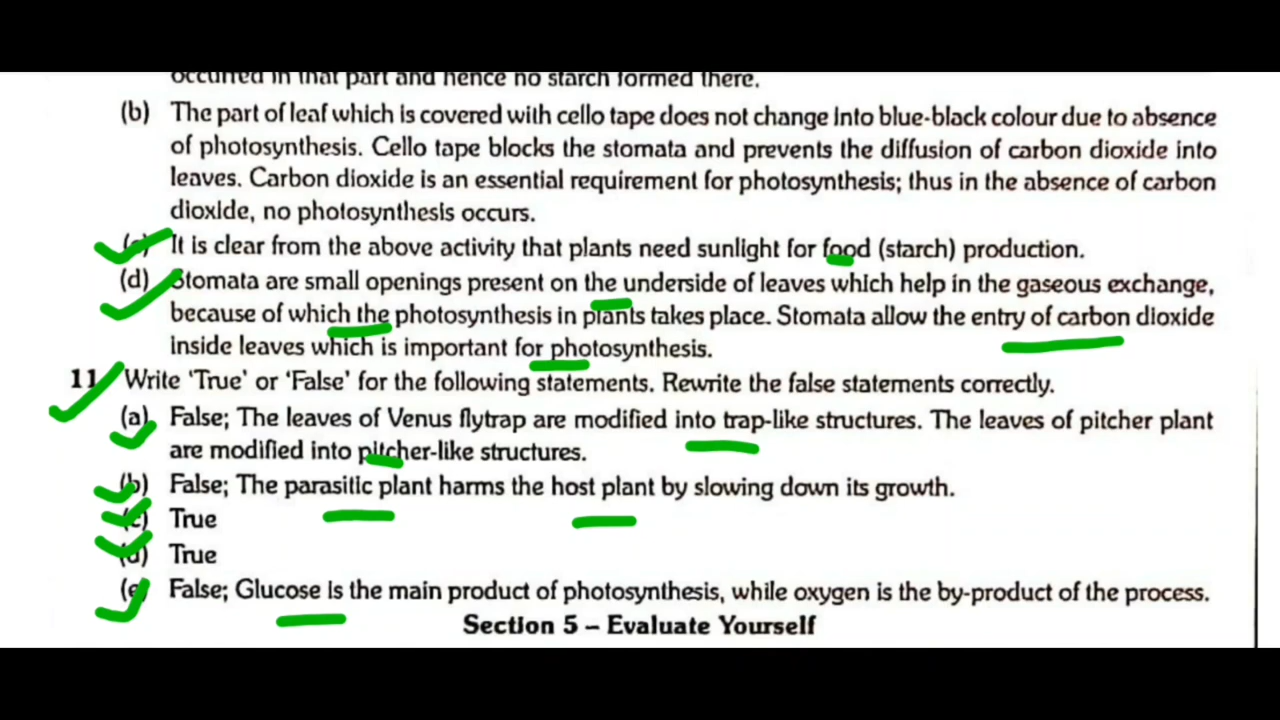 occurred in that part and hence no starch formed there.
(b) The part of leaf which is covered with cello tape does not change into blue-black colour due to absence
of photosynthesis. Cello tape blocks the stomata and prevents the diffusion of carbon dioxide into
leaves. Carbon dioxide is an essential requirement for photosynthesis; thus in the absence of carbon
dioxide, no photosynthesis occurs.
(c) It is clear from the above activity that plants need sunlight for food (starch) production.
(d) Stomata are small openings present on the underside of leaves which help in the gaseous exchange,
because of which the photosynthesis in plants takes place. Stomata allow the entry of carbon dioxide
inside leaves which is important for photosynthesis.
11 Write 'True' or 'False' for the following statements. Rewrite the false statements correctly.
(a) False; The leaves of Venus flytrap are modified into trap-like structures. The leaves of pitcher plant
are modified into pitcher-like structures.
(b) False; The parasitic plant harms the host plant by slowing down its growth.
(c) True
(d) True
(e) False; Glucose is the main product of photosynthesis, while oxygen is the by-product of the process.
Section 5 – Evaluate Yourself